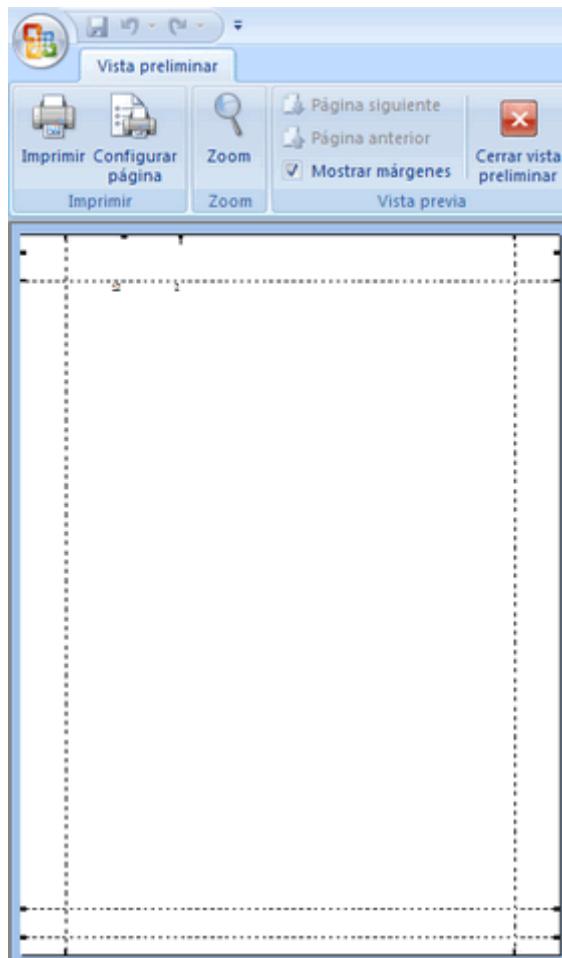 Vista preliminar
Imprimir
Configurar
página
Zoom
Página siguiente
Página anterior
Mostrar márgenes
Cerrar vista
preliminar
Imprimir
Zoom
Vista previa